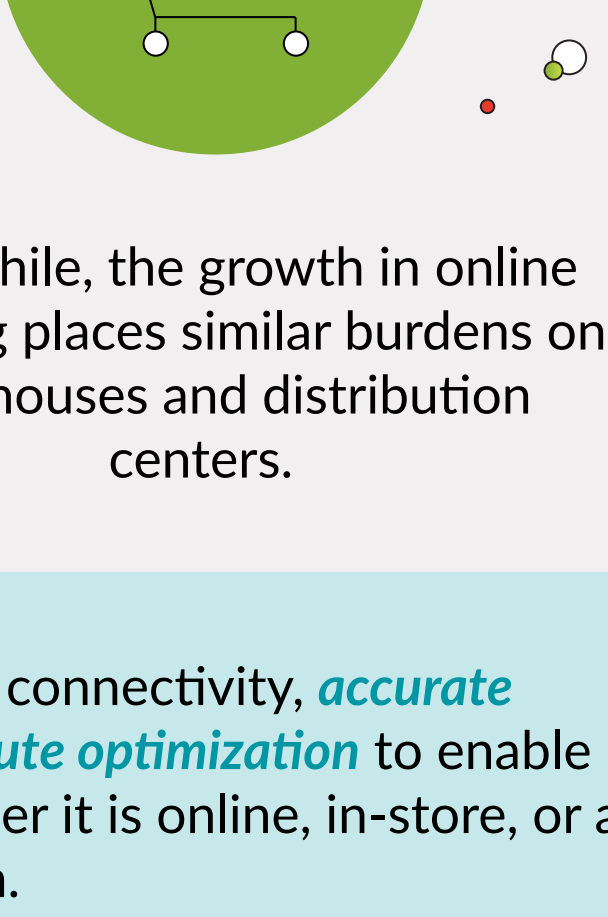 hile, the growth in online
places similar burdens on
houses and distribution
centers.
connectivity, accurate
ute optimization to enable
er it is online, in-store, or a